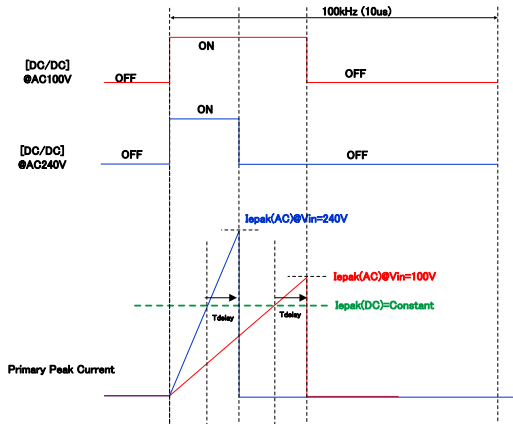 100kHz (10us)
[DC/DC]
@AC100V
OFF
ON
OFF
[DC/DC]
@AC240V
OFF
ON
OFF
Iepak(AC)@Vin=240V
Iepak(AC)@Vin=100V
Iepak(DC)=Constant
Tdelay
Tdelay
Primary Peak Current